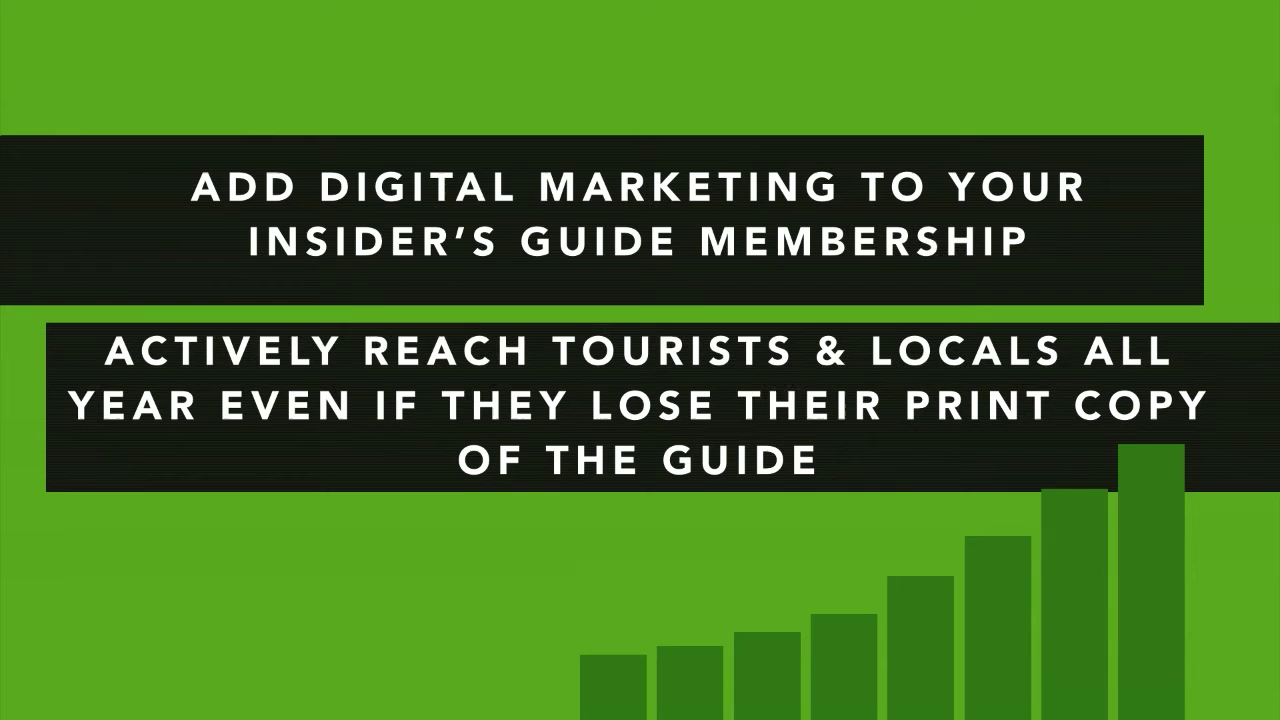 ADD DIGITAL MARKETING TO YOUR
INSIDER’S GUIDE MEMBERSHIP
ACTIVELY REACH TOURISTS & LOCALS ALL
YEAR EVEN IF THEY LOSE THEIR PRINT COPY
OF THE GUIDE